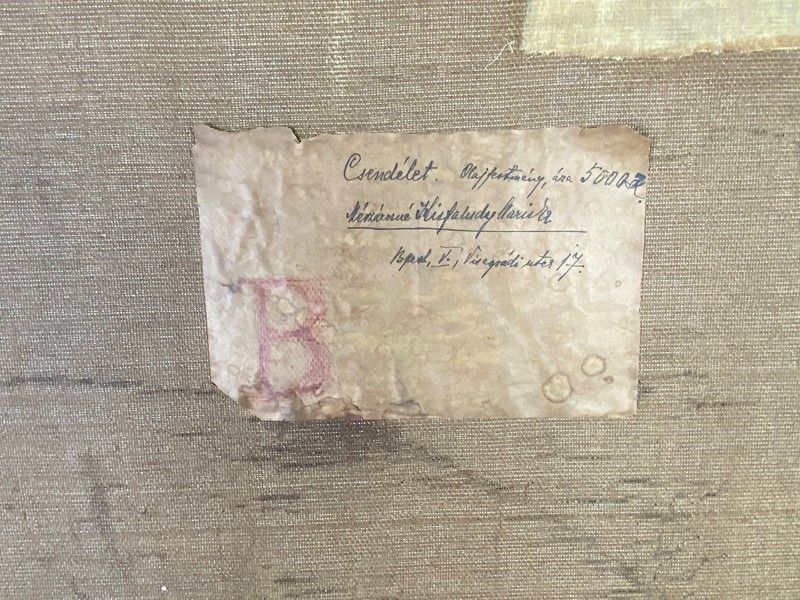 Csendélet. Olajfestmény, ára 5000
Kisfaludy Mariska
Bpest, V., Visegrádi utca 17.
B